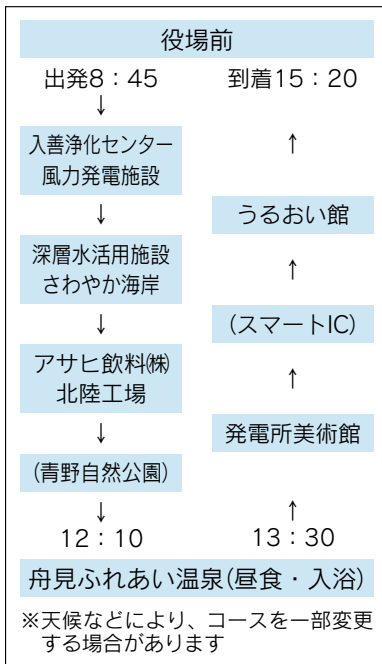 役場前
出発8：45
↓
入善浄化センター
風力発電施設
↓
深層水活用施設
さわやか海岸
↓
アサヒ飲料㈱
北陸工場
↓
(青野自然公園)
↓
12：10
舟見ふれあい温泉(昼食・入浴)
13：30
↑
発電所美術館
↑
(スマートIC)
↑
うるおい館
↑
到着15：20
※天候などにより、コースを一部変更
する場合があります